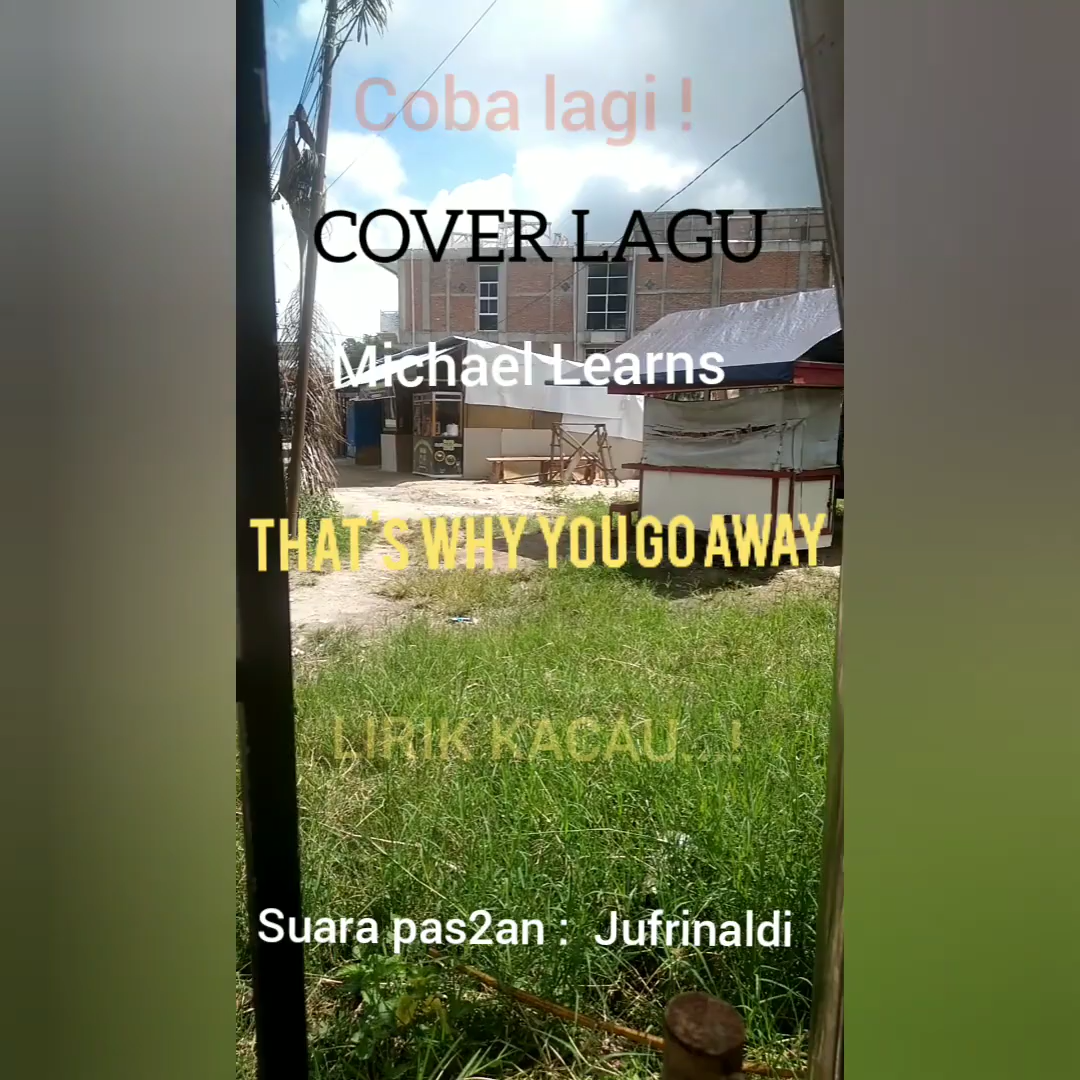 Coba lagi !
COVER LAGU
Michael Learns
THAT'S WHY YOU GO AWAY
LIRIK KACAU...!
Suara pas2an : Jufrinaldi